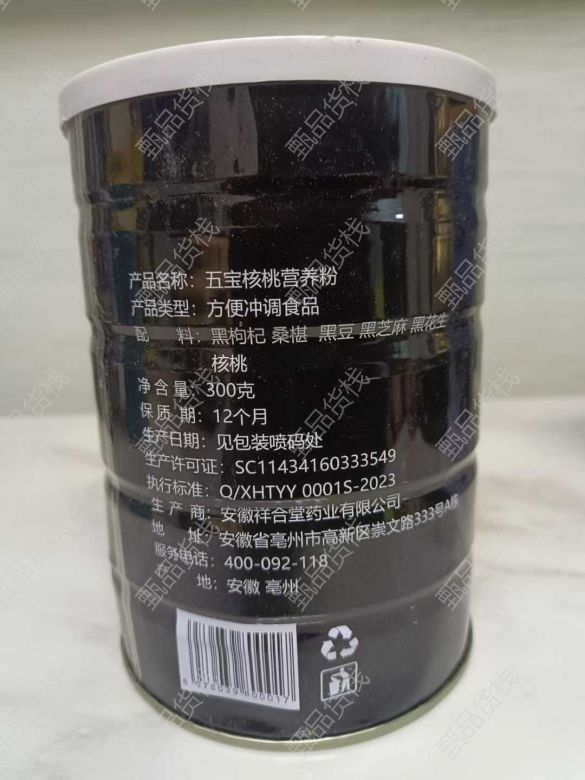 产品名称：五宝核桃营养粉
产品类型：方便冲调食品
配 料：黑枸杞 桑椹 黑豆 黑芝麻 黑花生
核桃
净含量：300克
保质期：12个月
生产日期：见包装喷码处
生产许可证：SC11434160333549
执行标准：Q/XHTYY 0001S-2023
生产商：安徽祥合堂药业有限公司
地 址：安徽省亳州市高新区崇文路333号A栋
服务电话：400-092-118
产 地：安徽 亳州
甄品货栈